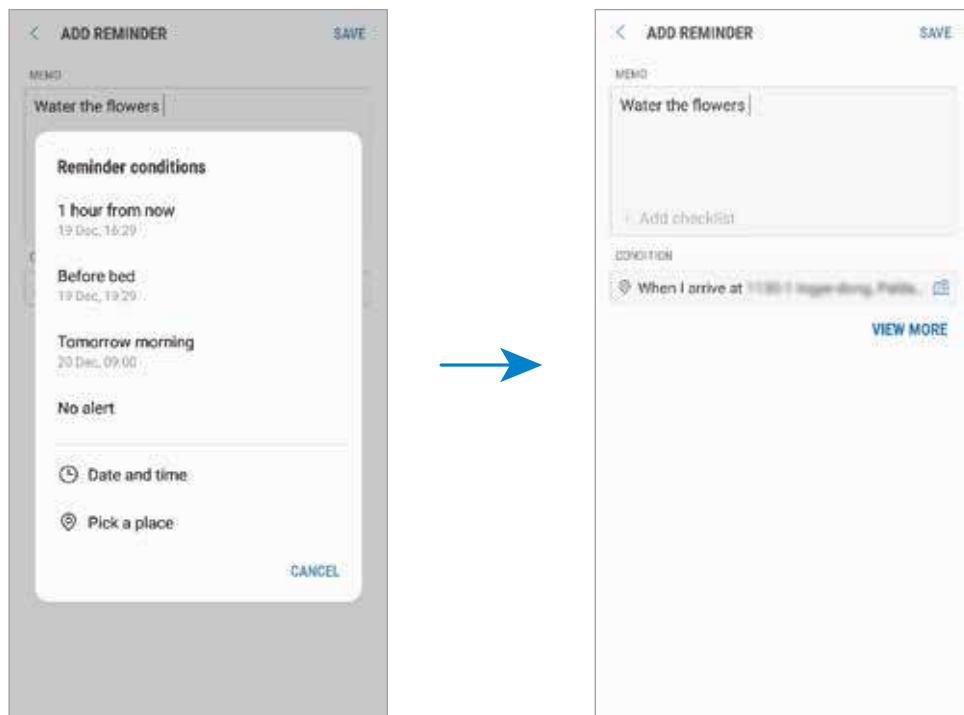 ADD REMINDER SAVE
MEMO
Water the flowers
Reminder conditions
1 hour from now
19 Dec, 16:29
Before bed
19 Dec, 19:29
Tomorrow morning
20 Dec, 09:00
No alert
Date and time
Pick a place
CANCEL
ADD REMINDER SAVE
MEMO
Water the flowers
+ Add checklist
CONDITION
When I arrive at
VIEW MORE